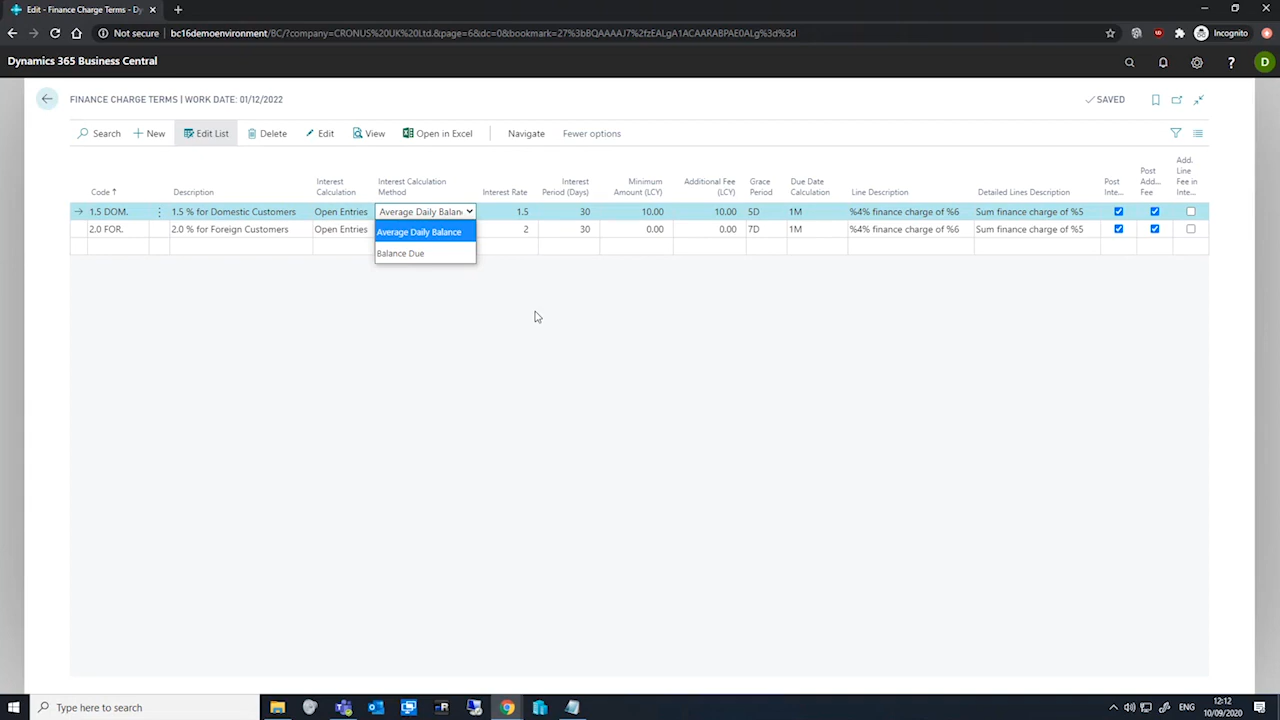 Edit - Finance Charge Terms - Dy
Not secure bc16demoenvironment/BC/?company=CRONUS%20UK%20Ltd.&page=6&dc=0&bookmark=27%3bBQAAAAJ7%2fzEALgA1ACAARABPAE0ALg%3d%3d Incognito
Dynamics 365 Business Central ? D
FINANCE CHARGE TERMS | WORK DATE: 01/12/2022 SAVED
Search New Edit List Delete Edit View Open in Excel Navigate Fewer options
Code Description Interest Calculation Interest Calculation Method Interest Rate Interest Period (Days) Minimum Amount (LCY) Additional Fee (LCY) Grace Period Due Date Calculation Line Description Detailed Lines Description Post Inte... Post Add... Fee Add. Line Fee in Inte...
1.5 DOM. 1.5 % for Domestic Customers Open Entries Average Daily Balan 1.5 30 10.00 10.00 5D 1M %4% finance charge of %6 Sum finance charge of %5
2.0 FOR. 2.0 % for Foreign Customers Open Entries 2 30 0.00 0.00 7D 1M %4% finance charge of %6 Sum finance charge of %5
Average Daily Balance
Balance Due
Type here to search ENG 12:12
10/09/2020